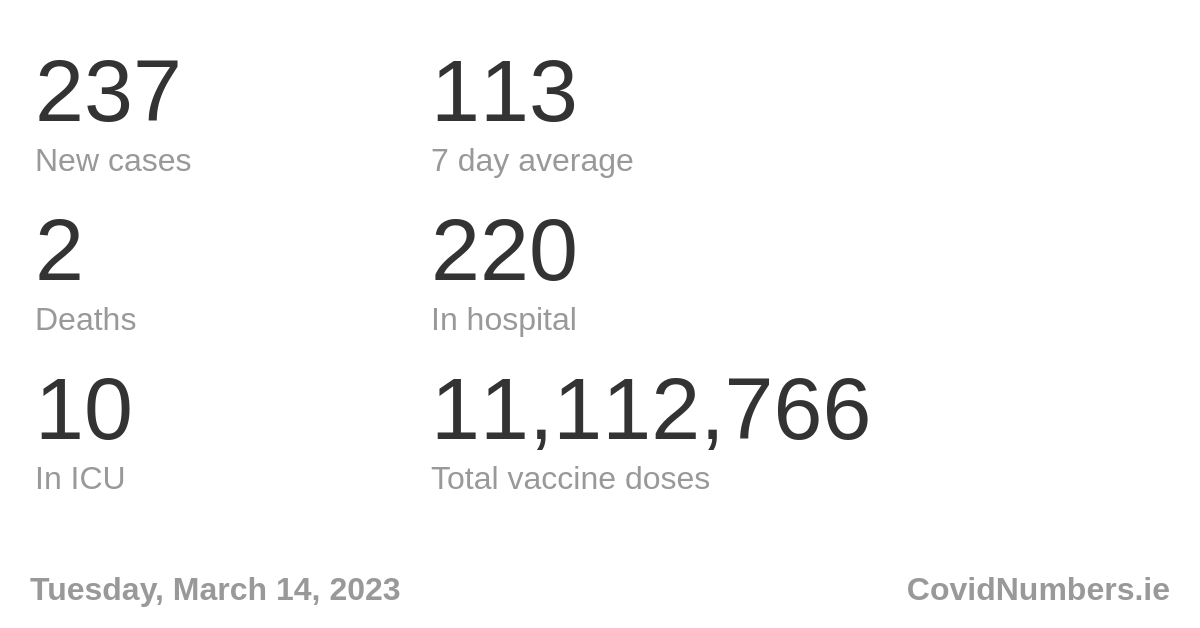 237
New cases
113
7 day average
2
Deaths
220
In hospital
10
In ICU
11,112,766
Total vaccine doses
Tuesday, March 14, 2023
CovidNumbers.ie